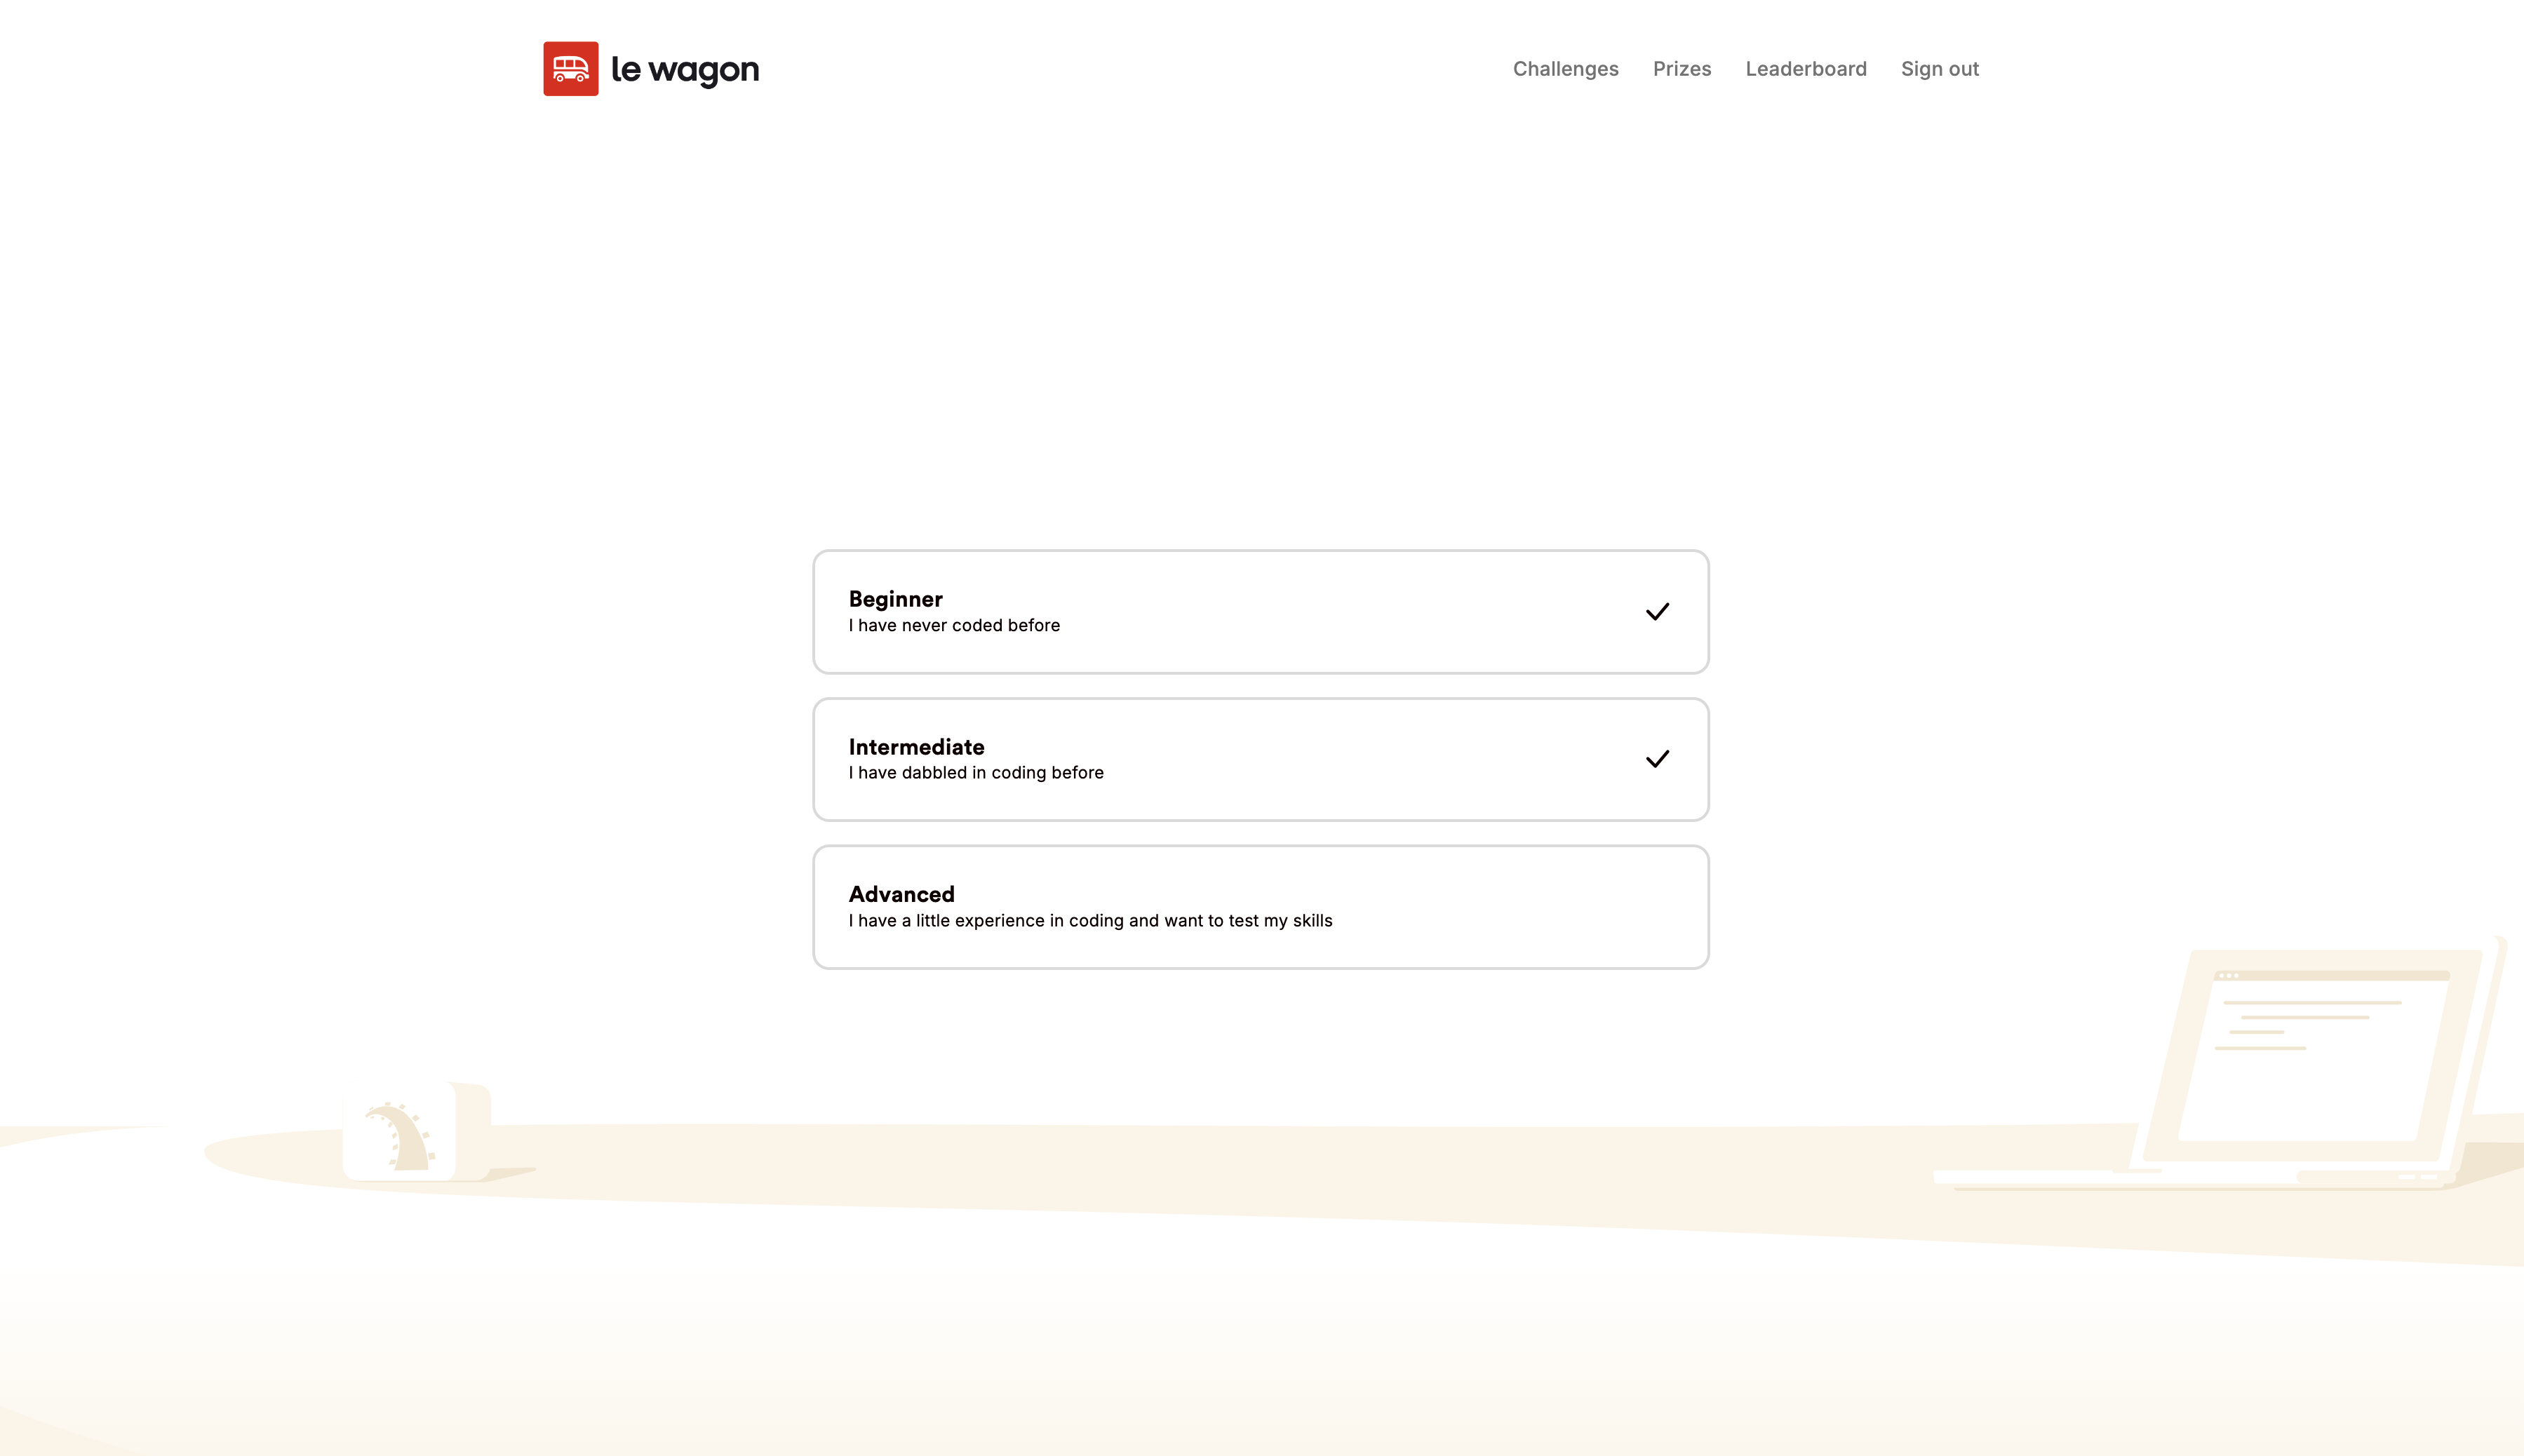 le wagon
Challenges Prizes Leaderboard Sign out
Beginner
I have never coded before
Intermediate
I have dabbled in coding before
Advanced
I have a little experience in coding and want to test my skills